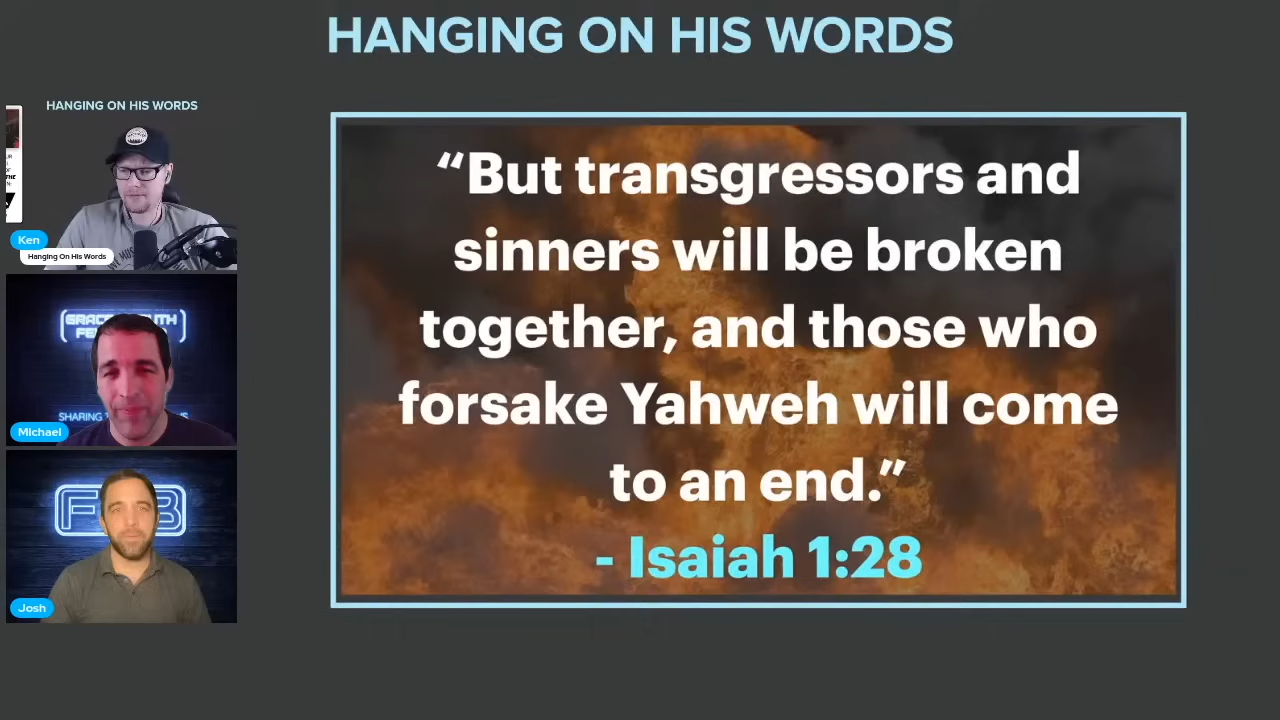 HANGING ON HIS WORDS
HANGING ON HIS WORDS
Ken
Hanging On His Words
Michael
Josh
“But transgressors and
sinners will be broken
together, and those who
forsake Yahweh will come
to an end.”
- Isaiah 1:28